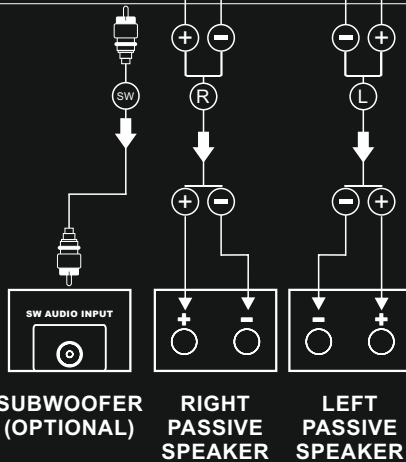 + - - +
SW R L
+ - - +
SW AUDIO INPUT
+ - - +
SUBWOOFER (OPTIONAL)
RIGHT PASSIVE SPEAKER
LEFT PASSIVE SPEAKER